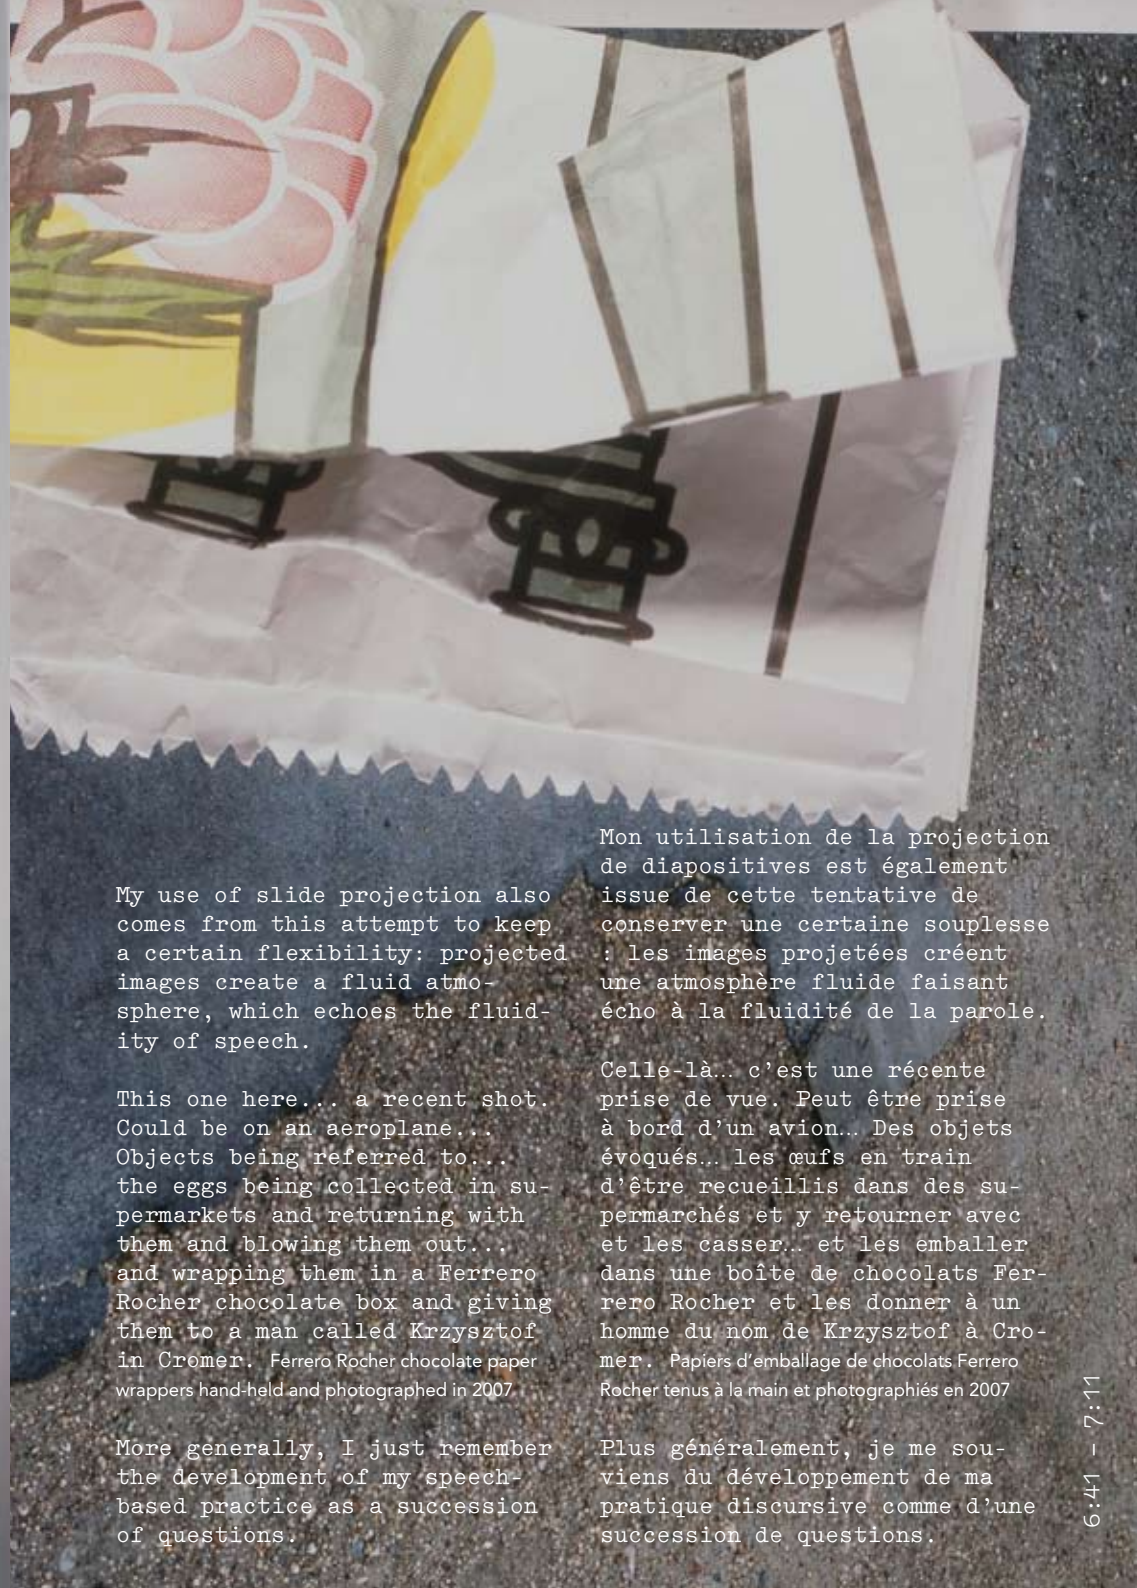 My use of slide projection also
comes from this attempt to keep
a certain flexibility: projected
images create a fluid atmo-
sphere, which echoes the fluid-
ity of speech.
This one here... a recent shot.
Could be on an aeroplane...
Objects being referred to...
the eggs being collected in su-
permarkets and returning with
them and blowing them out...
and wrapping them in a Ferrero
Rocher chocolate box and giving
them to a man called Krzysztof
in Cromer. Ferrero Rocher chocolate paper
wrappers hand-held and photographed in 2007
More generally, I just remember
the development of my speech-
based practice as a succession
of questions.
Mon utilisation de la projection
de diapositives est également
issue de cette tentative de
conserver une certaine souplesse
: les images projetées créent
une atmosphère fluide faisant
écho à la fluidité de la parole.
Celle-là... c'est une récente
prise de vue. Peut être prise
à bord d'un avion... Des objets
évoqués... les œufs en train
d'être recueillis dans des su-
permarchés et y retourner avec
et les casser... et les emballer
dans une boîte de chocolats Fer-
rero Rocher et les donner à un
homme du nom de Krzysztof à Cro-
mer. Papiers d'emballage de chocolats Ferrero
Rocher tenus à la main et photographiés en 2007
Plus généralement, je me sou-
viens du développement de ma
pratique discursive comme d'une
succession de questions.
6:41 – 7:11